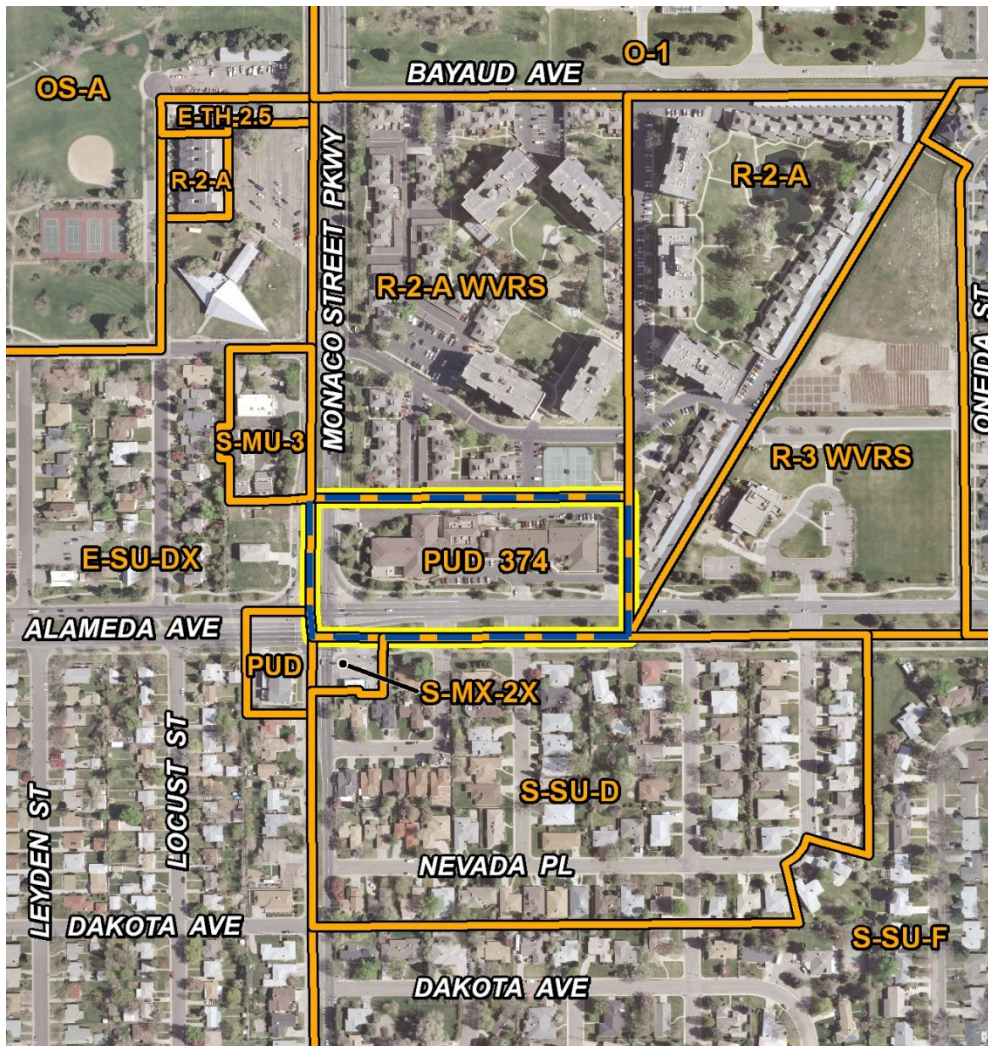 O-1
BAYAUD AVE
OS-A
E-TH-2.5
R-2-A
R-2-A
MONACO STREET PKWY
R-2-A WVRS
ONEIDA ST
S-MU-3
R-3 WVRS
E-SU-DX
PUD 374
ALAMEDA AVE
PUD
S-MX-2X
LOCUST ST
LEYDEN ST
S-SU-D
NEVADA PL
DAKOTA AVE
S-SU-F
DAKOTA AVE